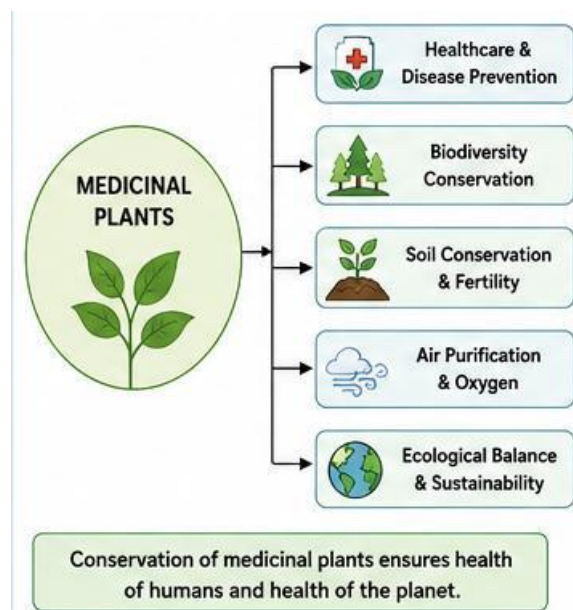 MEDICINAL
PLANTS
Healthcare &
Disease Prevention
Biodiversity
Conservation
Soil Conservation
& Fertility
Air Purification
& Oxygen
Ecological Balance
& Sustainability
Conservation of medicinal plants ensures health
of humans and health of the planet.